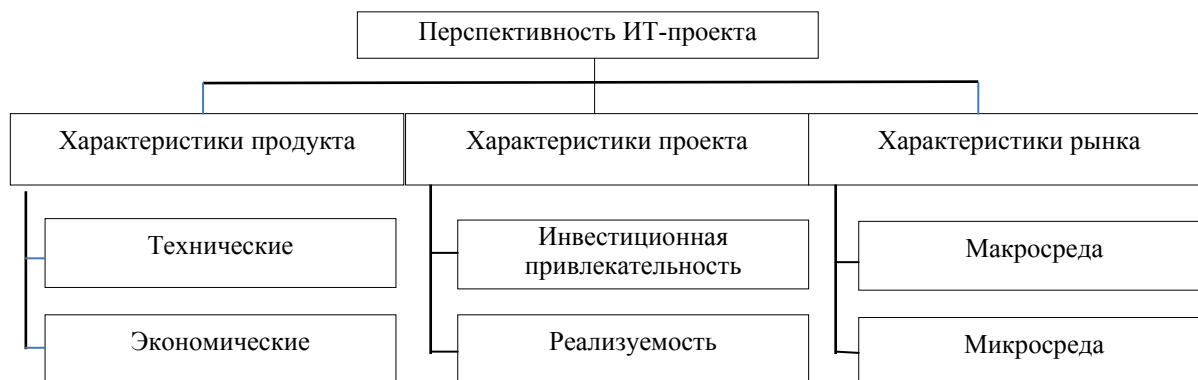 Перспективность ИТ-проекта
Характеристики продукта
Характеристики проекта
Характеристики рынка
Технические
Инвестиционная
привлекательность
Макросреда
Экономические
Реализуемость
Микросреда